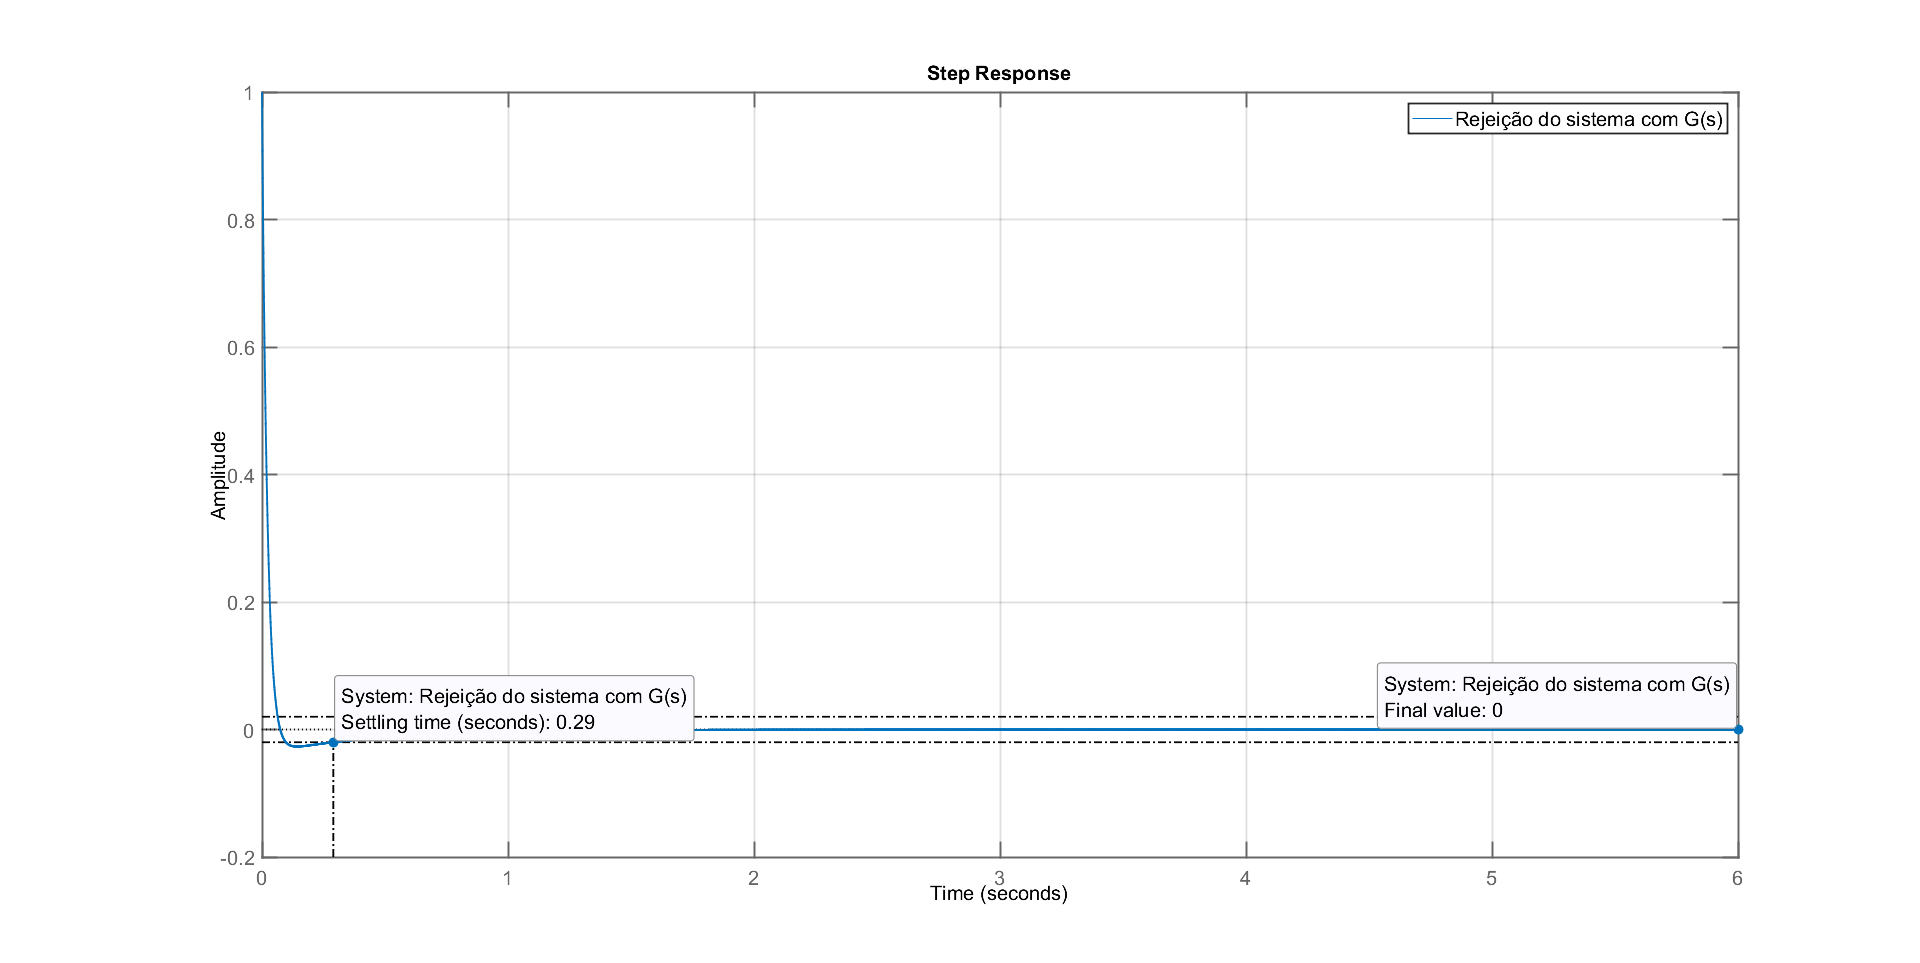 Step Response
Rejeição do sistema com G(s)
Amplitude
1
0.8
0.6
0.4
0.2
0
-0.2
System: Rejeição do sistema com G(s)
Settling time (seconds): 0.29
System: Rejeição do sistema com G(s)
Final value: 0
0 1 2 3 4 5 6
Time (seconds)